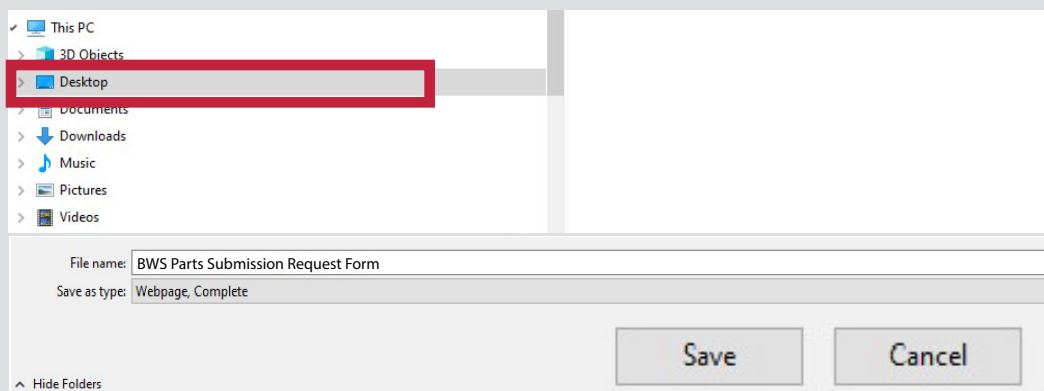 This PC
3D Objects
Desktop
Documents
Downloads
Music
Pictures
Videos
File name: BWS Parts Submission Request Form
Save as type: Webpage, Complete
Save Cancel
Hide Folders